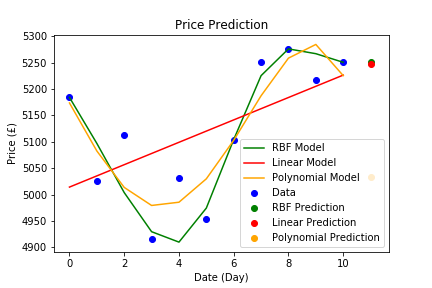 Price Prediction
5300
5250
5200
5150
5100
5050
5000
4950
4900
Price (£)
0
2
4
6
8
10
Date (Day)
RBF Model
Linear Model
Polynomial Model
Data
RBF Prediction
Linear Prediction
Polynomial Prediction